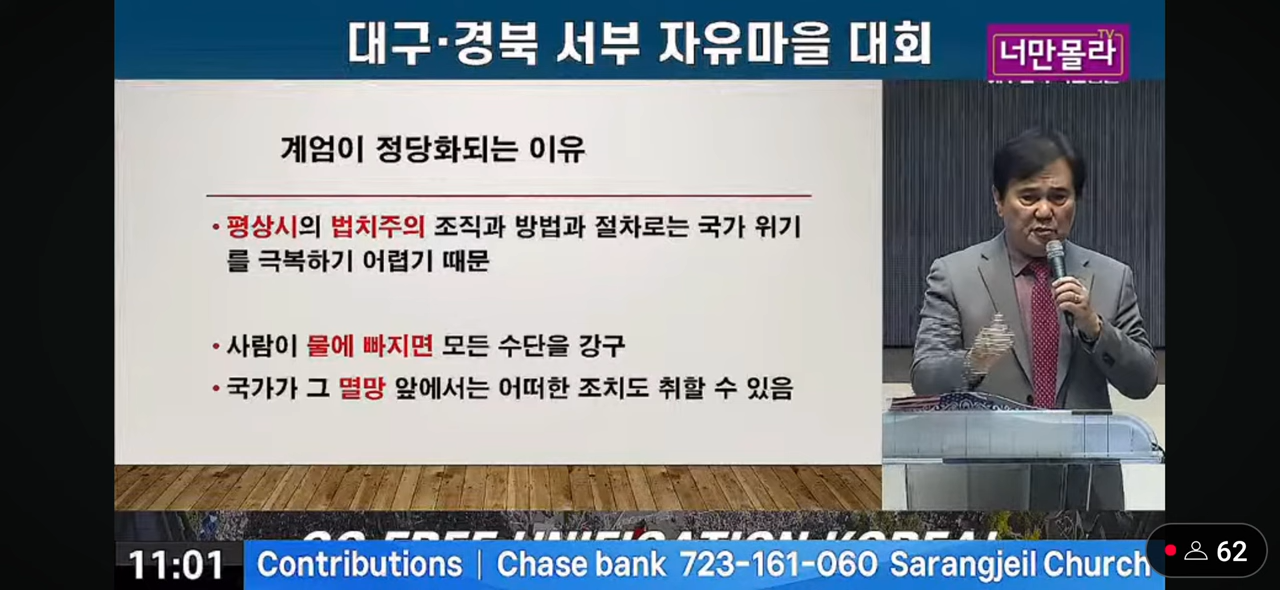 대구·경북 서부 자유마을 대회
너만몰라
TV
계엄이 정당화되는 이유
• 평상시의 법치주의 조직과 방법과 절차로는 국가 위기
를 극복하기 어렵기 때문
• 사람이 물에 빠지면 모든 수단을 강구
• 국가가 그 멸망 앞에서는 어떠한 조치도 취할 수 있음
11:01
Contributions | Chase bank 723-161-060 Sarangjeil Church
62